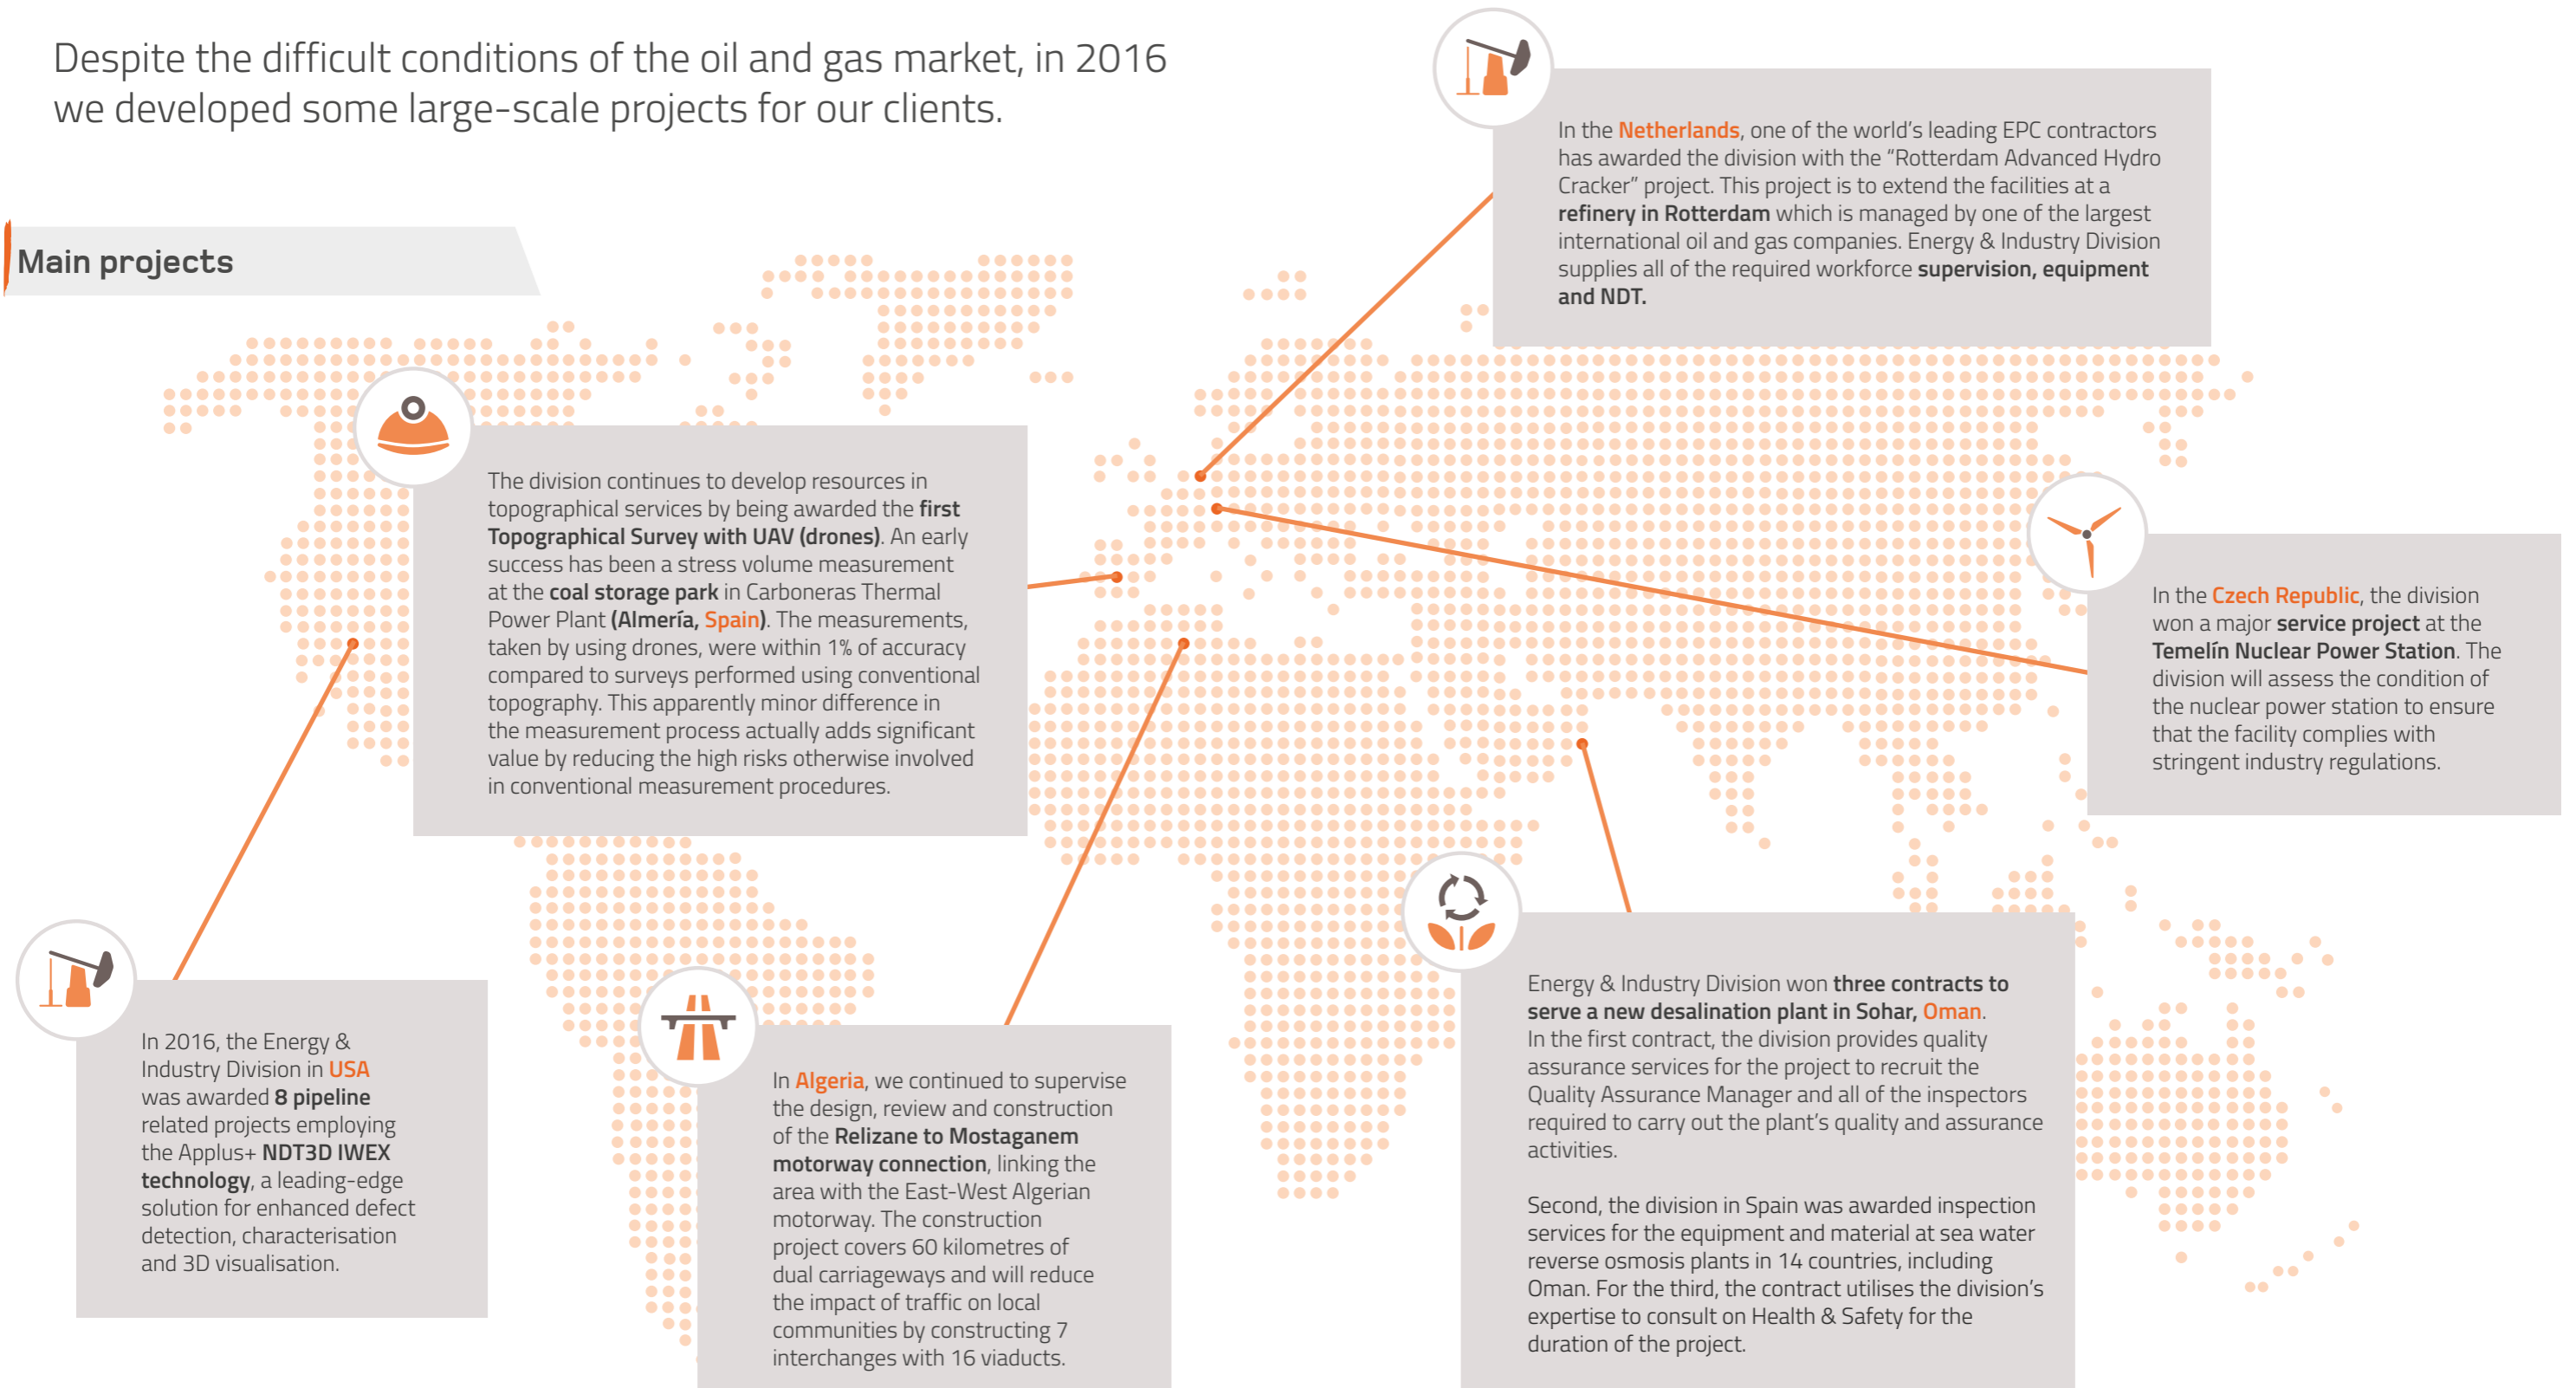 Despite the difficult conditions of the oil and gas market, in 2016
we developed some large-scale projects for our clients.
Main projects
In the Netherlands, one of the world's leading EPC contractors
has awarded the division with the “Rotterdam Advanced Hydro
Cracker” project. This project is to extend the facilities at a
refinery in Rotterdam which is managed by one of the largest
international oil and gas companies. Energy & Industry Division
supplies all of the required workforce supervision, equipment
and NDT.
The division continues to develop resources in
topographical services by being awarded the first
Topographical Survey with UAV (drones). An early
success has been a stress volume measurement
at the coal storage park in Carboneras Thermal
Power Plant (Almería, Spain). The measurements,
taken by using drones, were within 1% of accuracy
compared to surveys performed using conventional
topography. This apparently minor difference in
the measurement process actually adds significant
value by reducing the high risks otherwise involved
in conventional measurement procedures.
In the Czech Republic, the division
won a major service project at the
Temelín Nuclear Power Station. The
division will assess the condition of
the nuclear power station to ensure
that the facility complies with
stringent industry regulations.
In 2016, the Energy &
Industry Division in USA
was awarded 8 pipeline
related projects employing
the Applus+ NDT3D IWEX
technology, a leading-edge
solution for enhanced defect
detection, characterisation
and 3D visualisation.
In Algeria, we continued to supervise
the design, review and construction
of the Relizane to Mostaganem
motorway connection, linking the
area with the East-West Algerian
motorway. The construction
project covers 60 kilometres of
dual carriageways and will reduce
the impact of traffic on local
communities by constructing 7
interchanges with 16 viaducts.
Energy & Industry Division won three contracts to
serve a new desalination plant in Sohar, Oman.
In the first contract, the division provides quality
assurance services for the project to recruit the
Quality Assurance Manager and all of the inspectors
required to carry out the plant's quality and assurance
activities.
Second, the division in Spain was awarded inspection
services for the equipment and material at sea water
reverse osmosis plants in 14 countries, including
Oman. For the third, the contract utilises the division's
expertise to consult on Health & Safety for the
duration of the project.